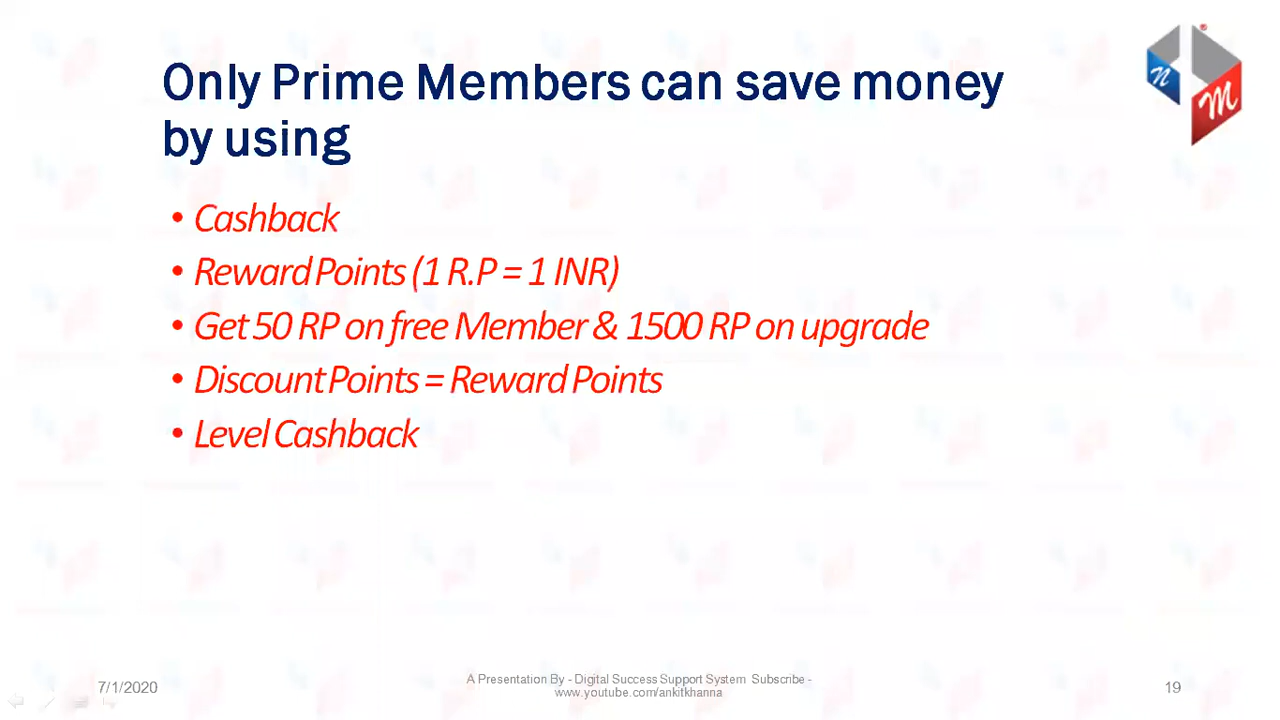 Only Prime Members can save money
by using
n
M
• Cashback
• Reward Points (1 R.P = 1 INR)
• Get 50 RP on free Member & 1500 RP on upgrade
• Discount Points = Reward Points
• Level Cashback
7/1/2020
A Presentation By - Digital Success Support System Subscribe -
www.youtube.com/ankitkhanna
19